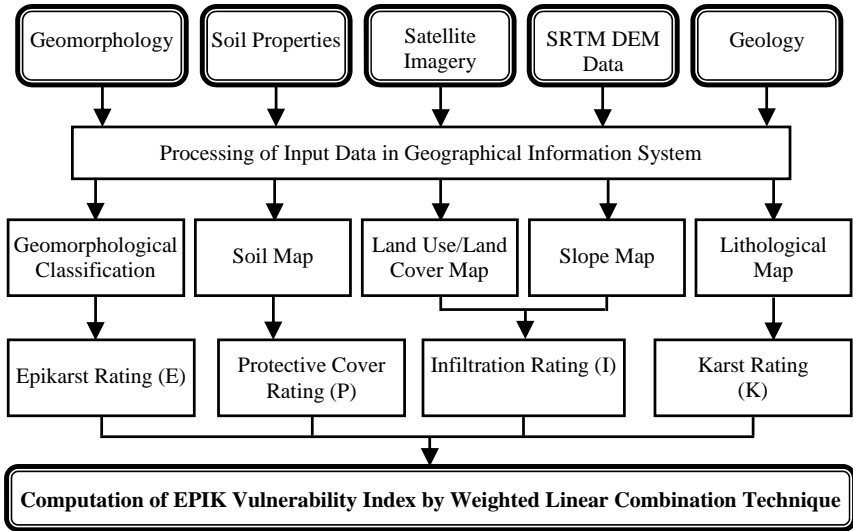 Geomorphology
Soil Properties
Satellite
Imagery
SRTM DEM
Data
Geology
Processing of Input Data in Geographical Information System
Geomorphological
Classification
Soil Map
Land Use/Land
Cover Map
Slope Map
Lithological
Map
Epikarst Rating (E)
Protective Cover
Rating (P)
Infiltration Rating (I)
Karst Rating
(K)
Computation of EPIK Vulnerability Index by Weighted Linear Combination Technique